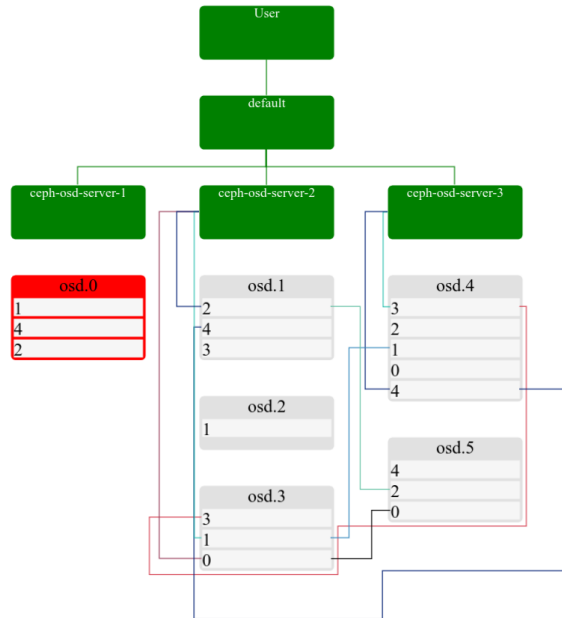 User
default
ceph-osd-server-1
ceph-osd-server-2
ceph-osd-server-3
osd.0
1
4
2
osd.1
2
4
3
osd.2
1
osd.3
3
1
0
osd.4
3
2
1
0
4
osd.5
4
2
0